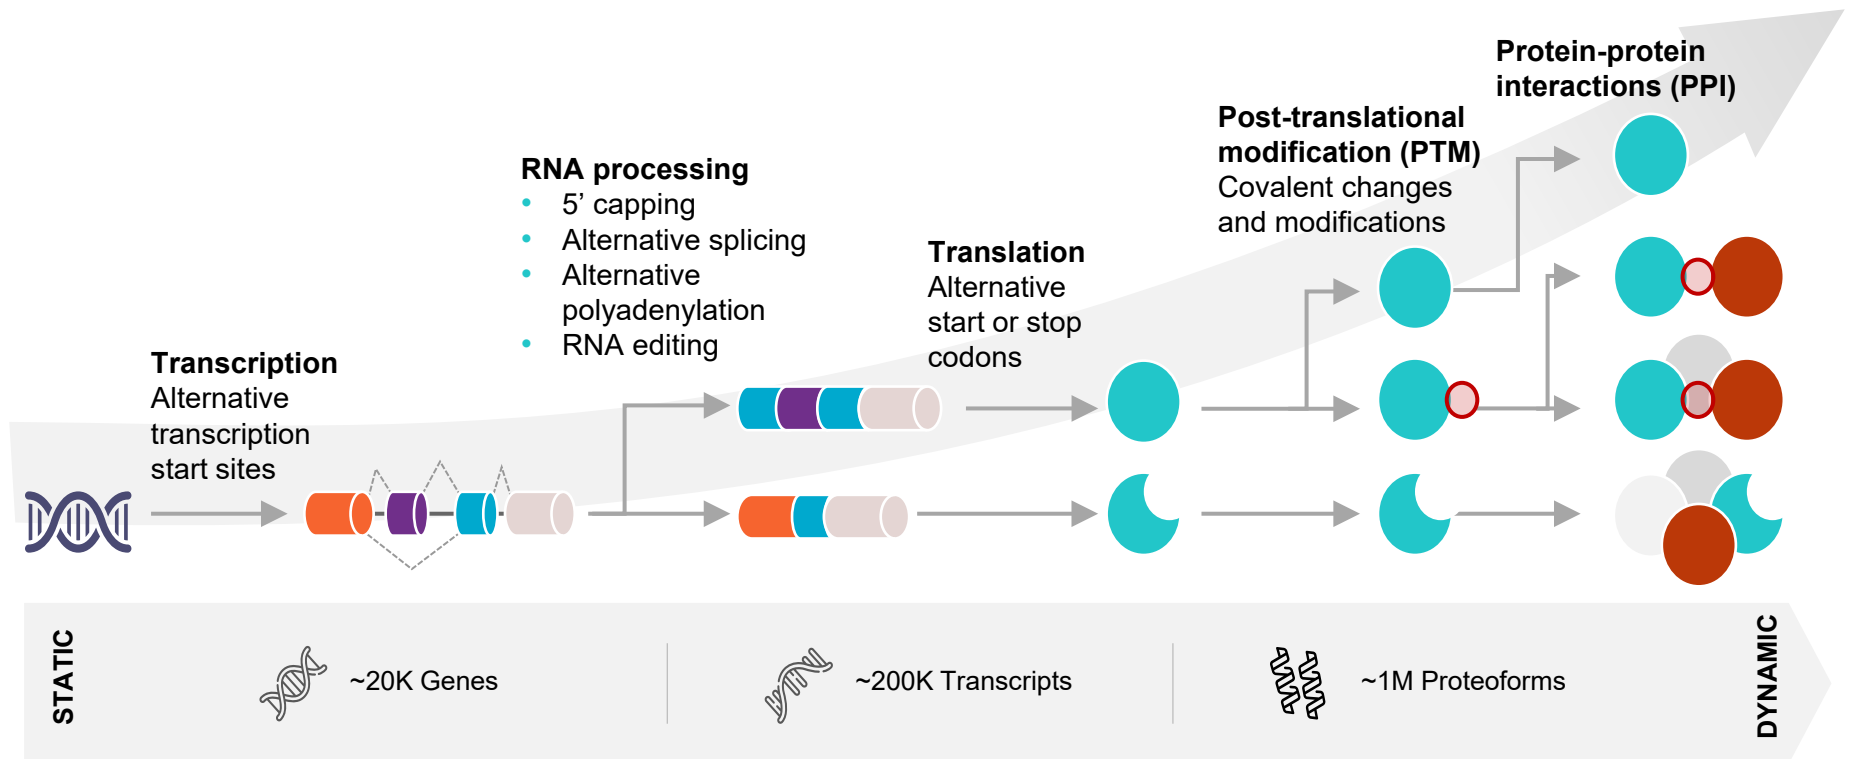 Protein-protein
interactions (PPI)
Post-translational
modification (PTM)
Covalent changes
and modifications
RNA processing
• 5’ capping
• Alternative splicing
• Alternative
polyadenylation
• RNA editing
Translation
Alternative
start or stop
codons
Transcription
Alternative
transcription
start sites
STATIC
~20K Genes
~200K Transcripts
~1M Proteoforms
DYNAMIC